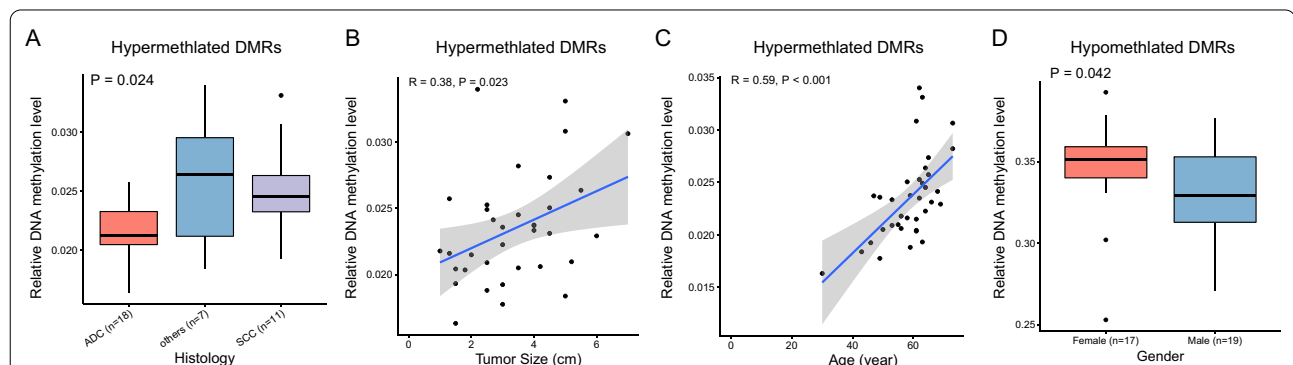 A
Hypermethlated DMRs
P = 0.024
Relative DNA methylation level
0.030
0.025
0.020
ADC (n=18)
others (n=7)
SCC (n=11)
Histology
B
Hypermethlated DMRs
R = 0.38, P = 0.023
Relative DNA methylation level
0.030
0.025
0.020
0
2
4
6
Tumor Size (cm)
C
Hypermethlated DMRs
R = 0.59, P < 0.001
Relative DNA methylation level
0.035
0.030
0.025
0.020
0.015
0
20
40
60
Age (year)
D
Hypomethlated DMRs
P = 0.042
Relative DNA methylation level
0.35
0.30
0.25
Female (n=17)
Male (n=19)
Gender